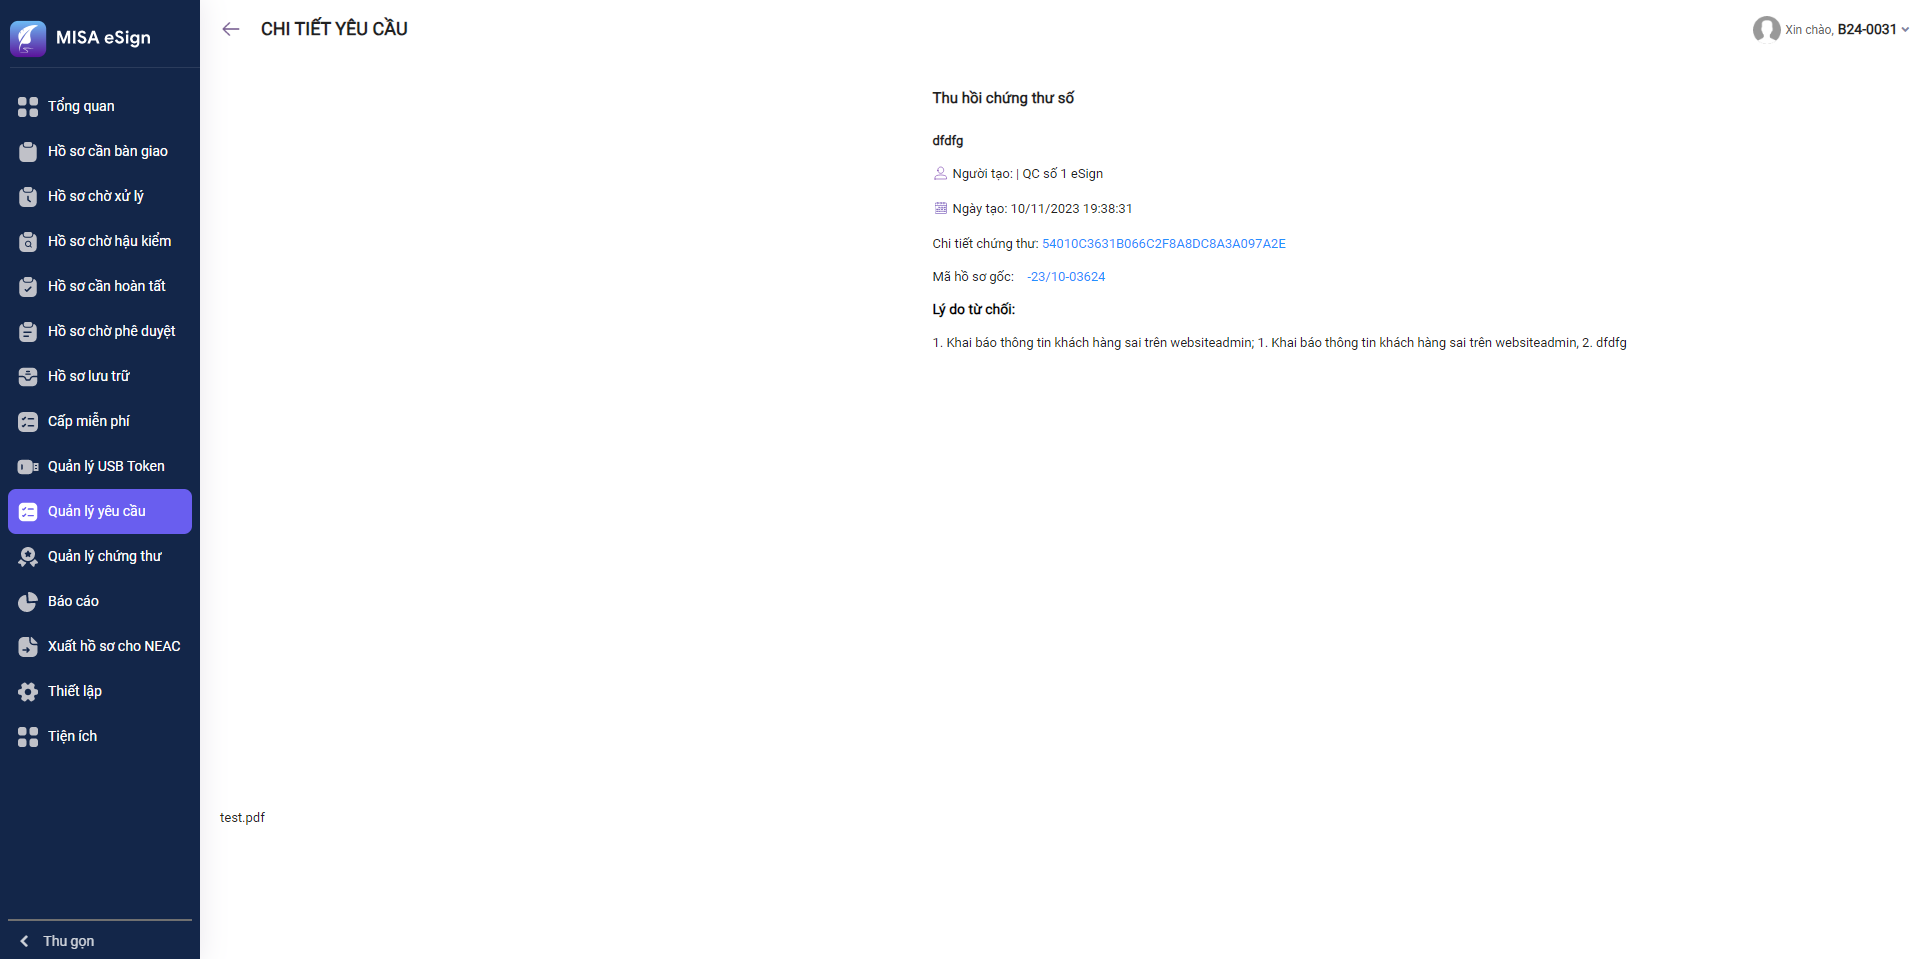 MISA eSign
CHI TIẾT YÊU CẦU
Xin chào, B24-0031
Tổng quan
Hồ sơ cần bàn giao
Hồ sơ chờ xử lý
Hồ sơ chờ hậu kiểm
Hồ sơ cần hoàn tất
Hồ sơ chờ phê duyệt
Hồ sơ lưu trữ
Cấp miễn phí
Quản lý USB Token
Quản lý yêu cầu
Quản lý chứng thư
Báo cáo
Xuất hồ sơ cho NEAC
Thiết lập
Tiện ích
Thu gọn
Thu hồi chứng thư số
dfdfg
Người tạo: | QC số 1 eSign
Ngày tạo: 10/11/2023 19:38:31
Chi tiết chứng thư: 54010C3631B066C2F8A8DC8A3A097A2E
Mã hồ sơ gốc: -23/10-03624
Lý do từ chối:
1. Khai báo thông tin khách hàng sai trên websiteadmin; 1. Khai báo thông tin khách hàng sai trên websiteadmin, 2. dfdfg
test.pdf